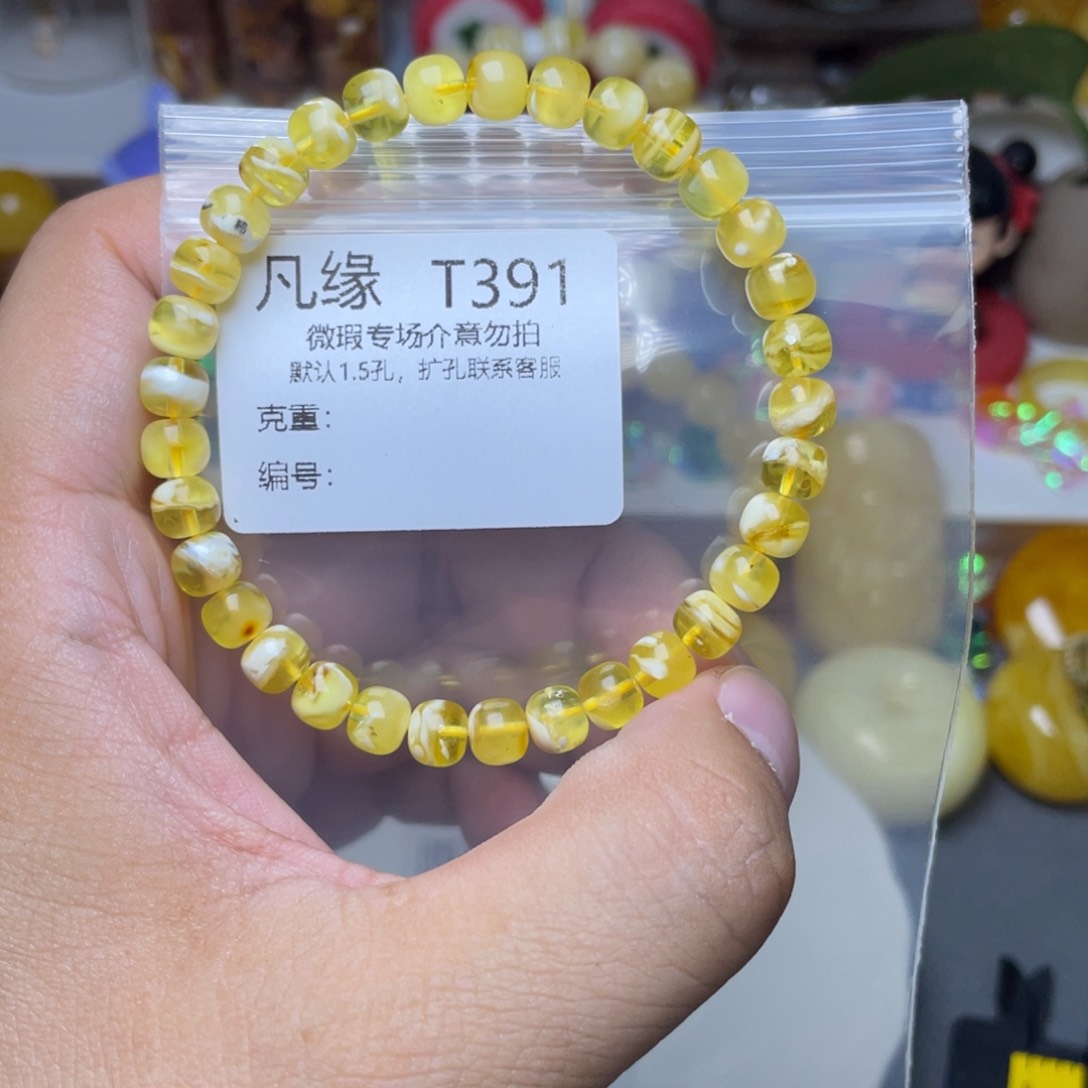 凡缘 T391
微瑕专场介意勿拍
默认1.5孔，扩孔联系客服
克重：
编号：